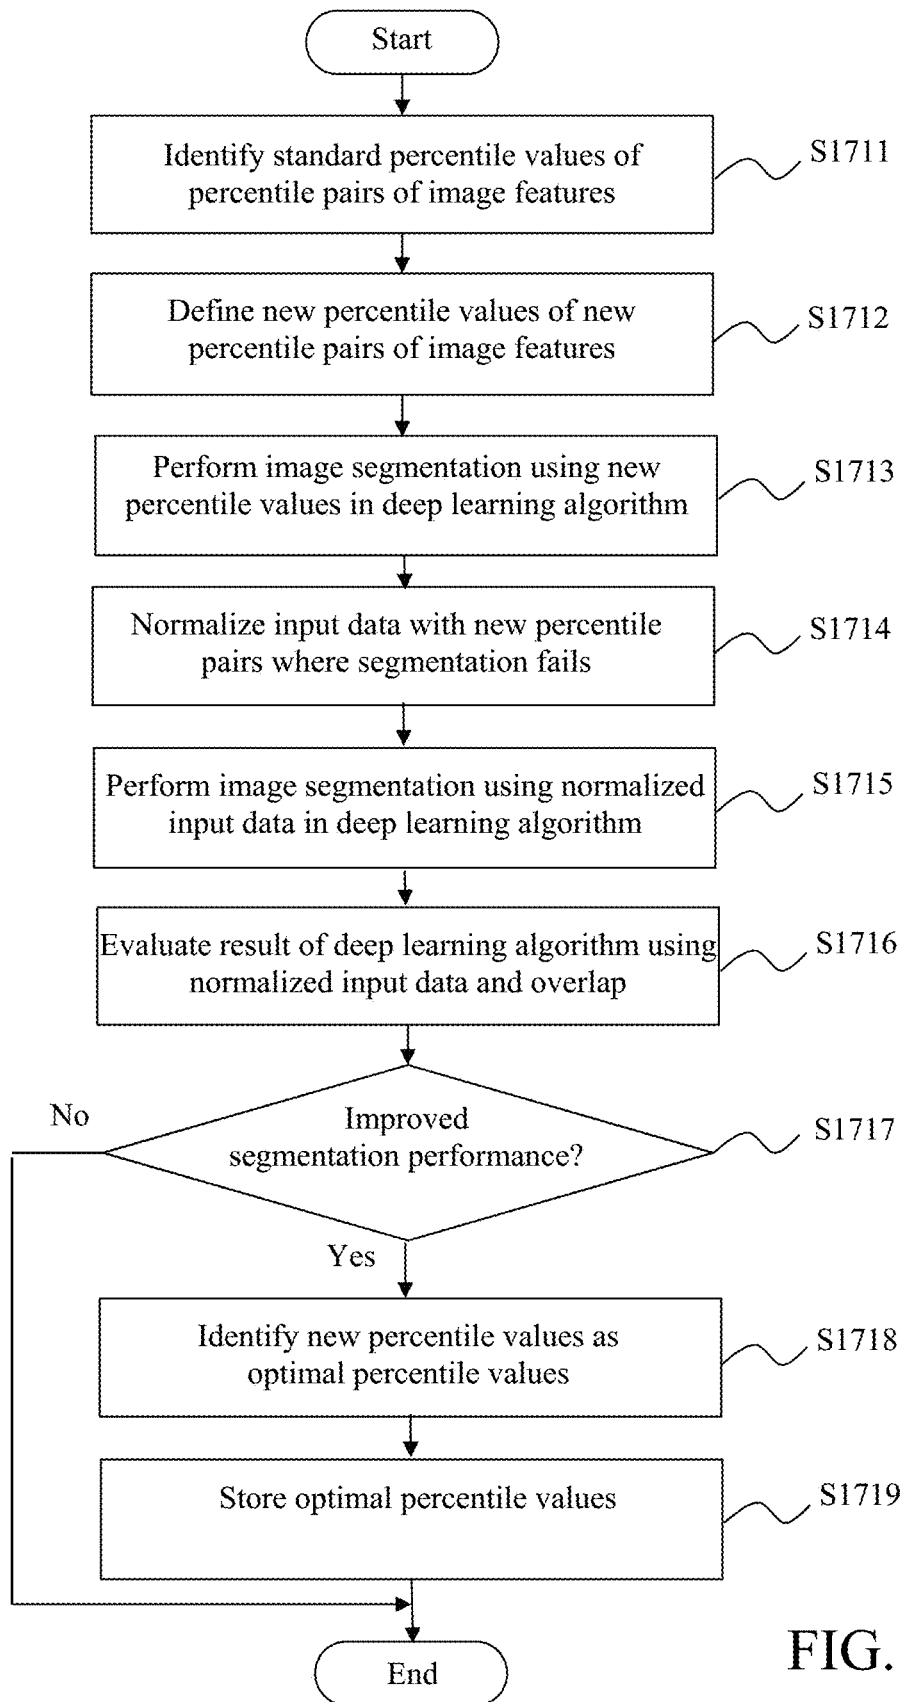 Start
Identify standard percentile values of
percentile pairs of image features
S1711
Define new percentile values of new
percentile pairs of image features
S1712
Perform image segmentation using new
percentile values in deep learning algorithm
S1713
Normalize input data with new percentile
pairs where segmentation fails
S1714
Perform image segmentation using normalized
input data in deep learning algorithm
S1715
Evaluate result of deep learning algorithm using
normalized input data and overlap
S1716
No
Improved
segmentation performance?
S1717
Yes
Identify new percentile values as
optimal percentile values
S1718
Store optimal percentile values
S1719
End
FIG.